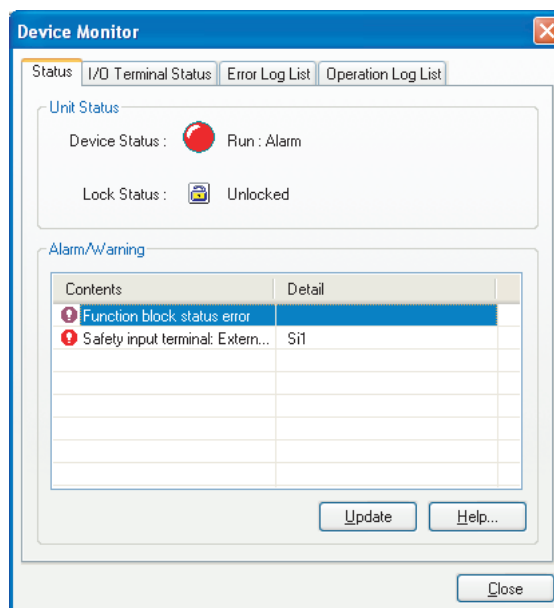 Device Monitor
Status I/O Terminal Status Error Log List Operation Log List
Unit Status
Device Status : Run : Alarm
Lock Status : Unlocked
Alarm/Warning
Contents Detail
Function block status error
Safety input terminal: Extern... Si1
Update Help...
Close